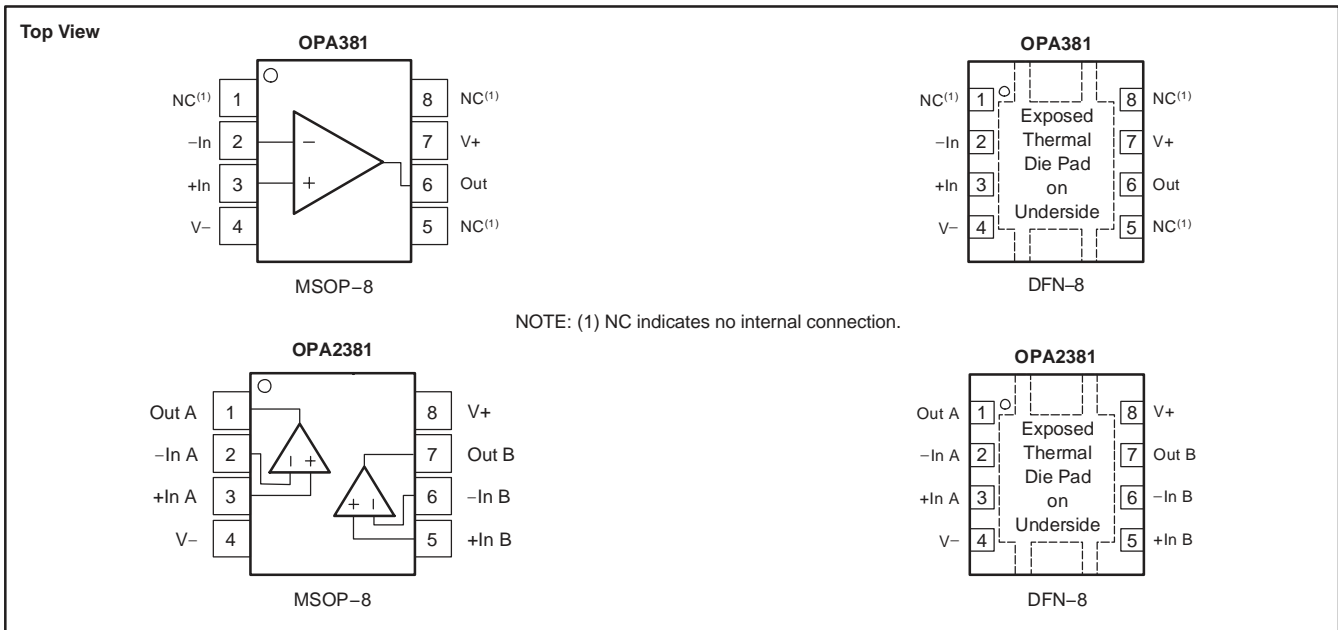 Top View
OPA381
NC(1) 1 8 NC(1)
−In 2 − 7 V+
+In 3 + 6 Out
V− 4 5 NC(1)
MSOP−8
OPA381
NC(1) 1 8 NC(1)
−In 2 7 V+
+In 3 6 Out
V− 4 5 NC(1)
Exposed
Thermal
Die Pad
on
Underside
DFN−8
NOTE: (1) NC indicates no internal connection.
OPA2381
Out A 1 8 V+
−In A 2 − + 7 Out B
+In A 3 + − 6 −In B
V− 4 5 +In B
MSOP−8
OPA2381
Out A 1 8 V+
−In A 2 7 Out B
+In A 3 6 −In B
V− 4 5 +In B
Exposed
Thermal
Die Pad
on
Underside
DFN−8